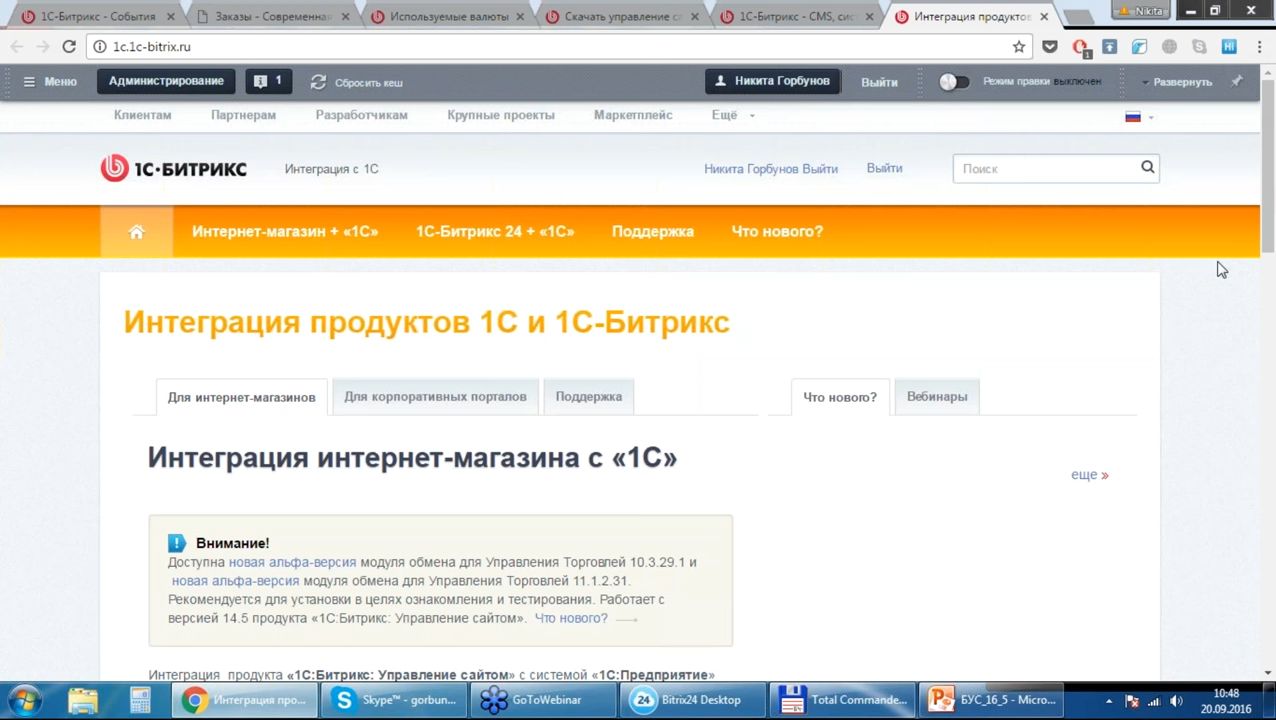 1С-Битрикс - События
Заказы - Современная
Используемые валюты
Скачать управление с
1С-Битрикс - CMS, сис
Интеграция продуктов
Nikita
1c.1c-bitrix.ru
1
Hi
Меню
Администрирование
1
Сбросить кеш
Никита Горбунов
Выйти
Режим правки выключен
Развернуть
Клиентам
Партнерам
Разработчикам
Крупные проекты
Маркетплейс
Ещё
1С·БИТРИКС
Интеграция с 1С
Никита Горбунов Выйти
Выйти
Поиск
Интернет-магазин + «1С»
1С-Битрикс 24 + «1С»
Поддержка
Что нового?
Интеграция продуктов 1С и 1С-Битрикс
Для интернет-магазинов
Для корпоративных порталов
Поддержка
Что нового?
Вебинары
Интеграция интернет-магазина с «1С»
еще »
Внимание!
Доступна новая альфа-версия модуля обмена для Управления Торговлей 10.3.29.1 и
новая альфа-версия модуля обмена для Управления Торговлей 11.1.2.31.
Рекомендуется для установки в целях ознакомления и тестирования. Работает с
версией 14.5 продукта «1С:Битрикс: Управление сайтом». Что нового?
Интеграция продукта «1С:Битрикс: Управление сайтом» с системой «1С:Предприятие»
Интеграция про...
Skype™ - gorbun...
GoToWebinar
24
Bitrix24 Desktop
Total Commande...
БУС_16_5 - Micro...
10:48
20.09.2016